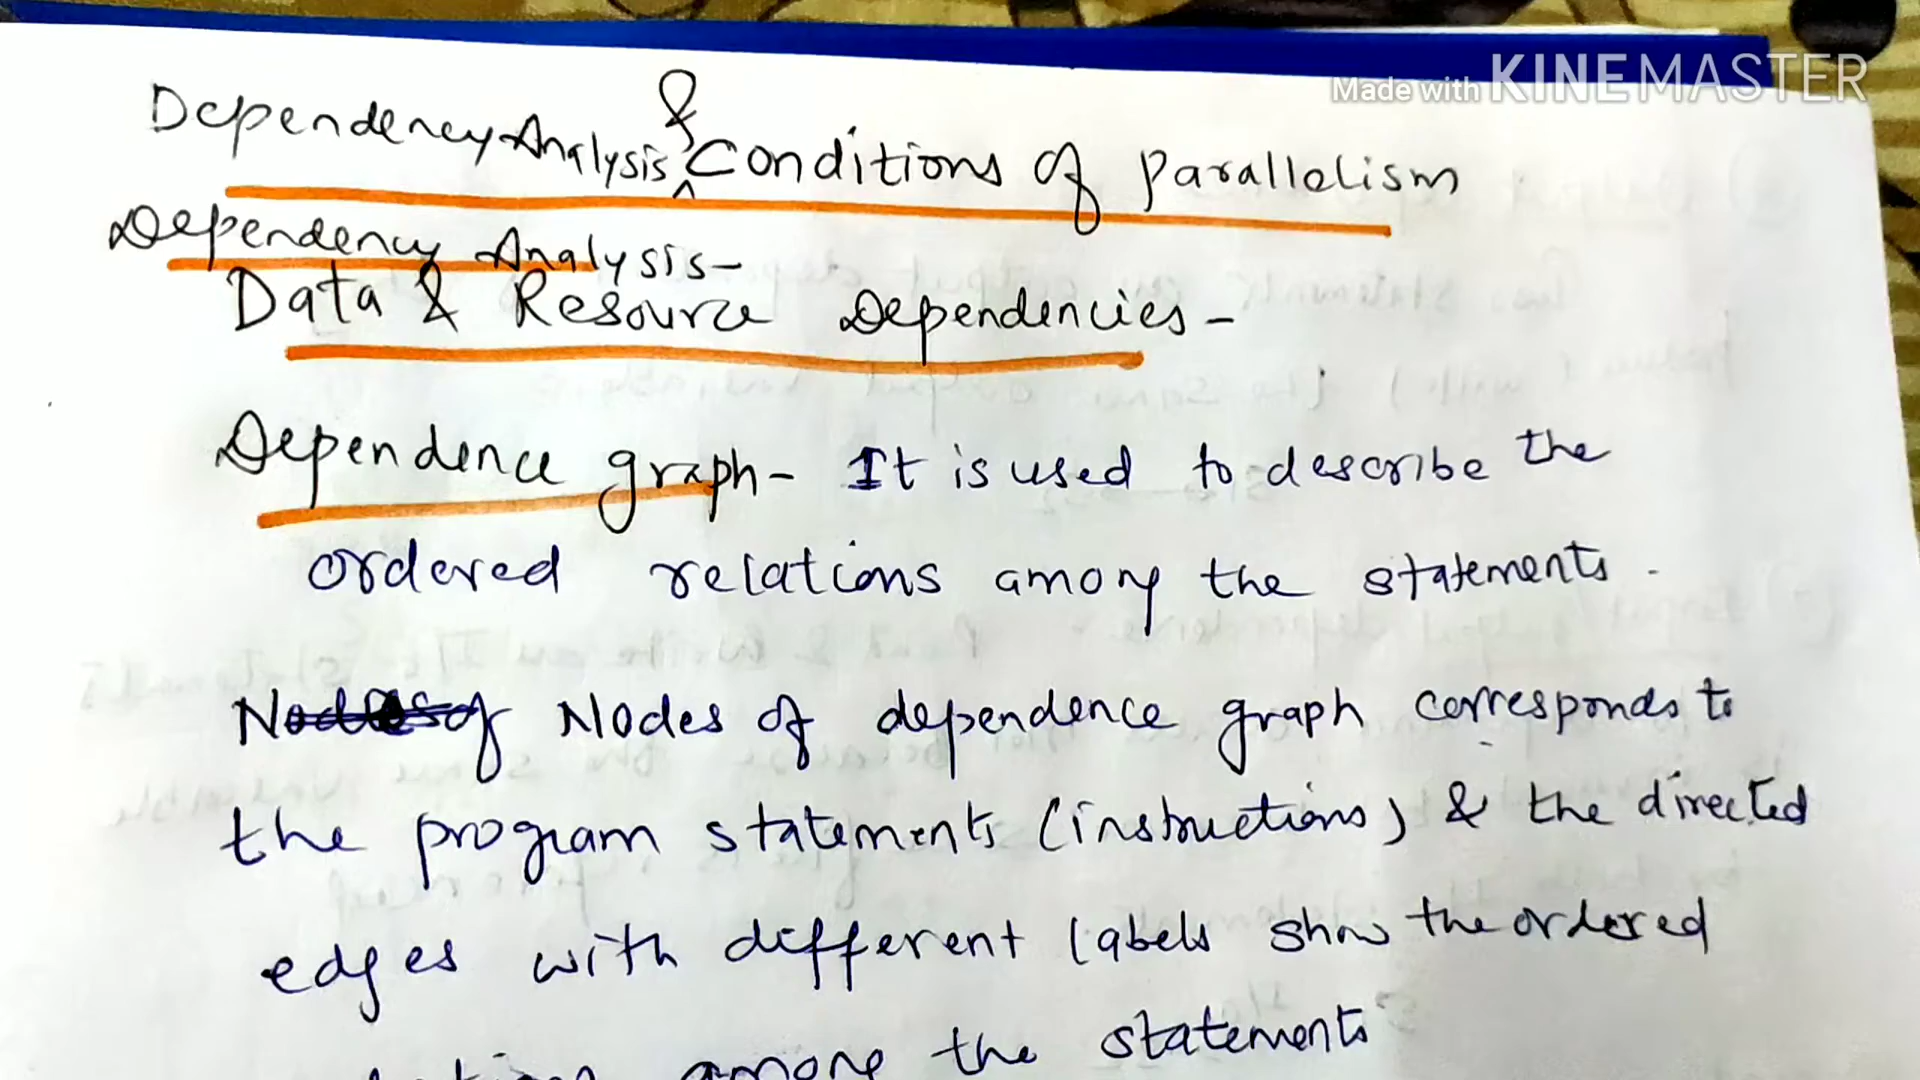 Made with KINEMASTER
Dependency Analysis & Conditions of parallelism
Dependency Analysis-
Data & Resource Dependencies -
Dependence graph - It is used to describe the
ordered relations among the statements.
Nodes of Nodes of dependence graph corresponds to
the program statements (instructions) & the directed
edges with different labels show the ordered
among the statements